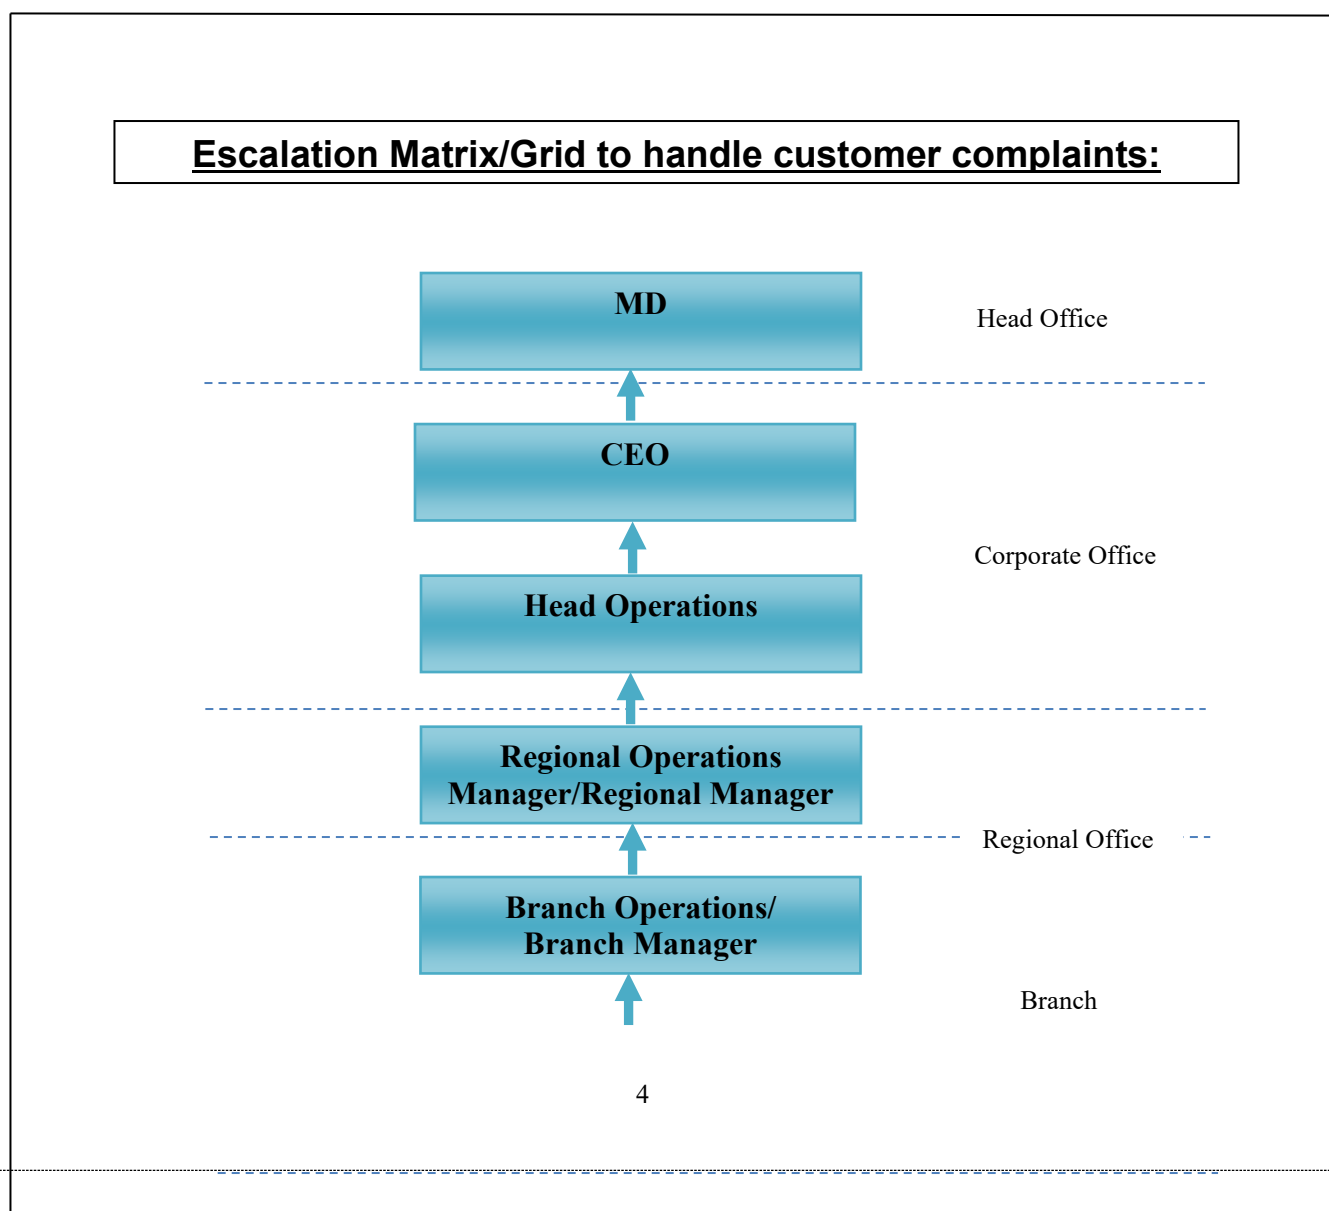 Escalation Matrix/Grid to handle customer complaints:
MD
Head Office
CEO
Corporate Office
Head Operations
Regional Operations
Manager/Regional Manager
Regional Office
Branch Operations/
Branch Manager
Branch
4